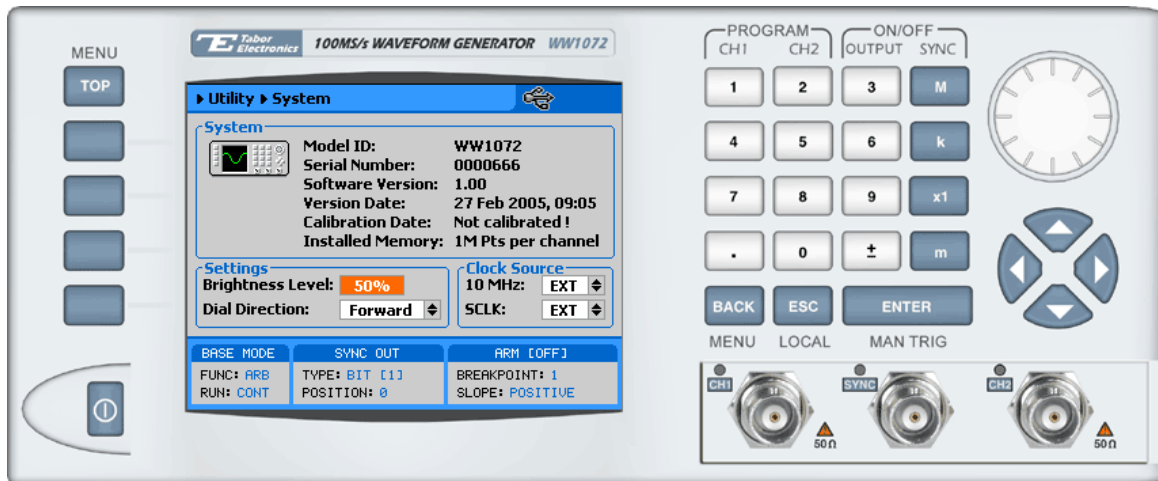 MENU
TOP
Tabor
Electronics
100MS/s WAVEFORM GENERATOR WW1072
Utility System
System
Model ID: WW1072
Serial Number: 0000666
Software Version: 1.00
Version Date: 27 Feb 2005, 09:05
Calibration Date: Not calibrated !
Installed Memory: 1M Pts per channel
Settings
Brightness Level: 50%
Dial Direction: Forward
Clock Source
10 MHz: EXT
SCLK: EXT
BASE MODE
FUNC: ARB
RUN: CONT
SYNC OUT
TYPE: BIT [1]
POSITION: 0
ARM [OFF]
BREAKPOINT: 1
SLOPE: POSITIVE
PROGRAM
CH1 CH2
ON/OFF
OUTPUT SYNC
1 2 3 M
4 5 6 k
7 8 9 x1
. 0 ± m
BACK ESC ENTER
MENU LOCAL MAN TRIG
CH1
SYNC
CH2
50Ω
50Ω